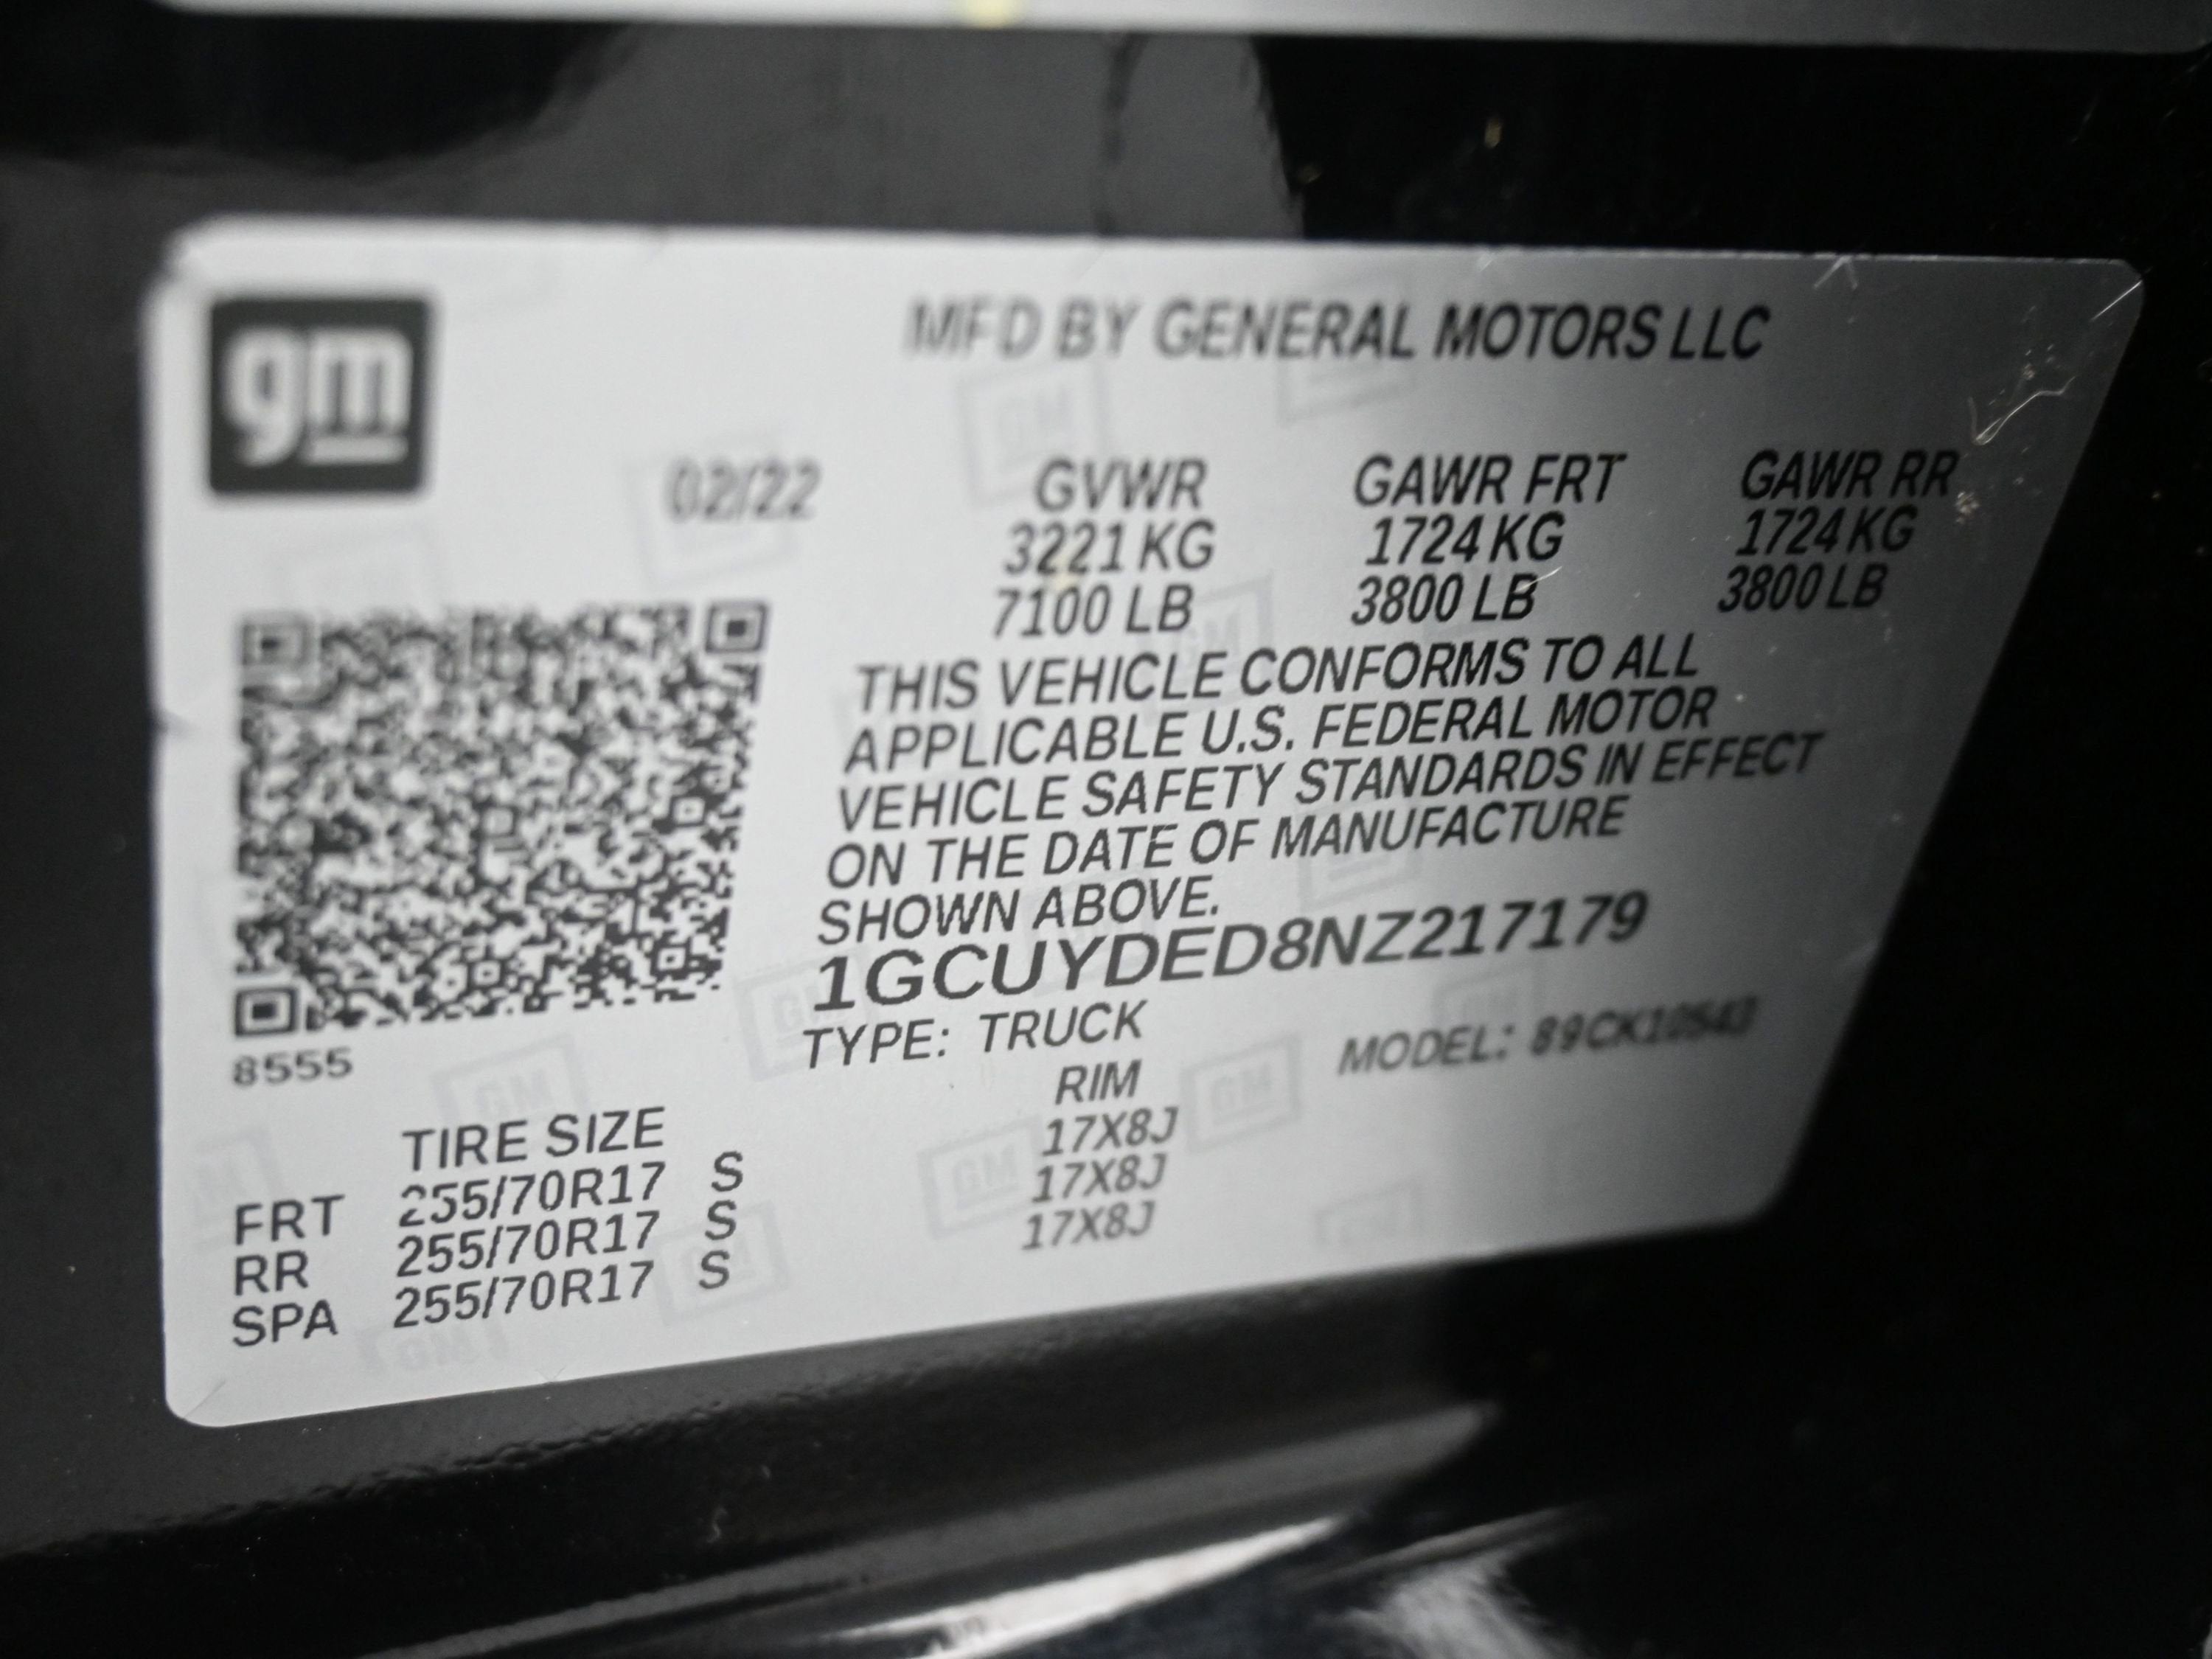 gm
MFD BY GENERAL MOTORS LLC
02/22 GVWR GAWR FRT GAWR RR
3221 KG 1724 KG 1724 KG
7100 LB 3800 LB 3800 LB
THIS VEHICLE CONFORMS TO ALL
APPLICABLE U.S. FEDERAL MOTOR
VEHICLE SAFETY STANDARDS IN EFFECT
ON THE DATE OF MANUFACTURE
SHOWN ABOVE.
1GCUYDED8NZ217179
TYPE: TRUCK MODEL: 89CK10543
8555
TIRE SIZE RIM
FRT 255/70R17 S 17X8J
RR 255/70R17 S 17X8J
SPA 255/70R17 S 17X8J